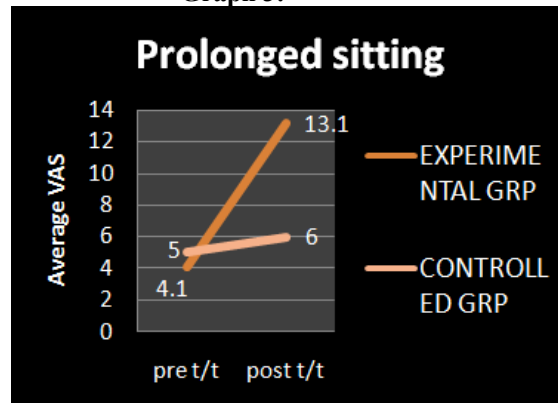 Prolonged sitting
14
12
10
8
6
4
2
0
Average VAS
13.1
5
6
4.1
pre t/t
post t/t
EXPERIME
NTAL GRP
CONTROLL
ED GRP